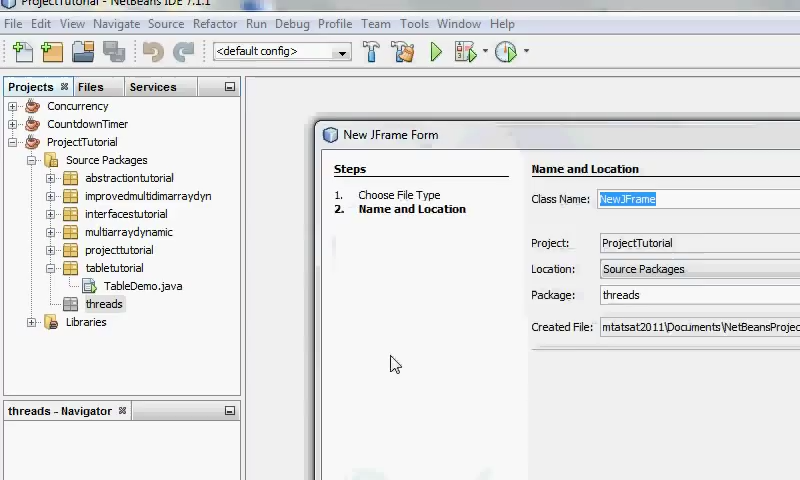 ProjectTutorial - NetBeans IDE 7.1.1
File Edit View Navigate Source Refactor Run Debug Profile Team Tools Window Help
<default config>
Projects Files Services
Concurrency
CountdownTimer
ProjectTutorial
Source Packages
abstractiontutorial
improvedmultidimarraydyn
interfacestutorial
multiarraydynamic
projecttutorial
tabletutorial
TableDemo.java
threads
Libraries
threads - Navigator
New JFrame Form
Steps
1. Choose File Type
2. Name and Location
Name and Location
Class Name: NewJFrame
Project: ProjectTutorial
Location: Source Packages
Package: threads
Created File: mtatsat2011\Documents\NetBeansProjec